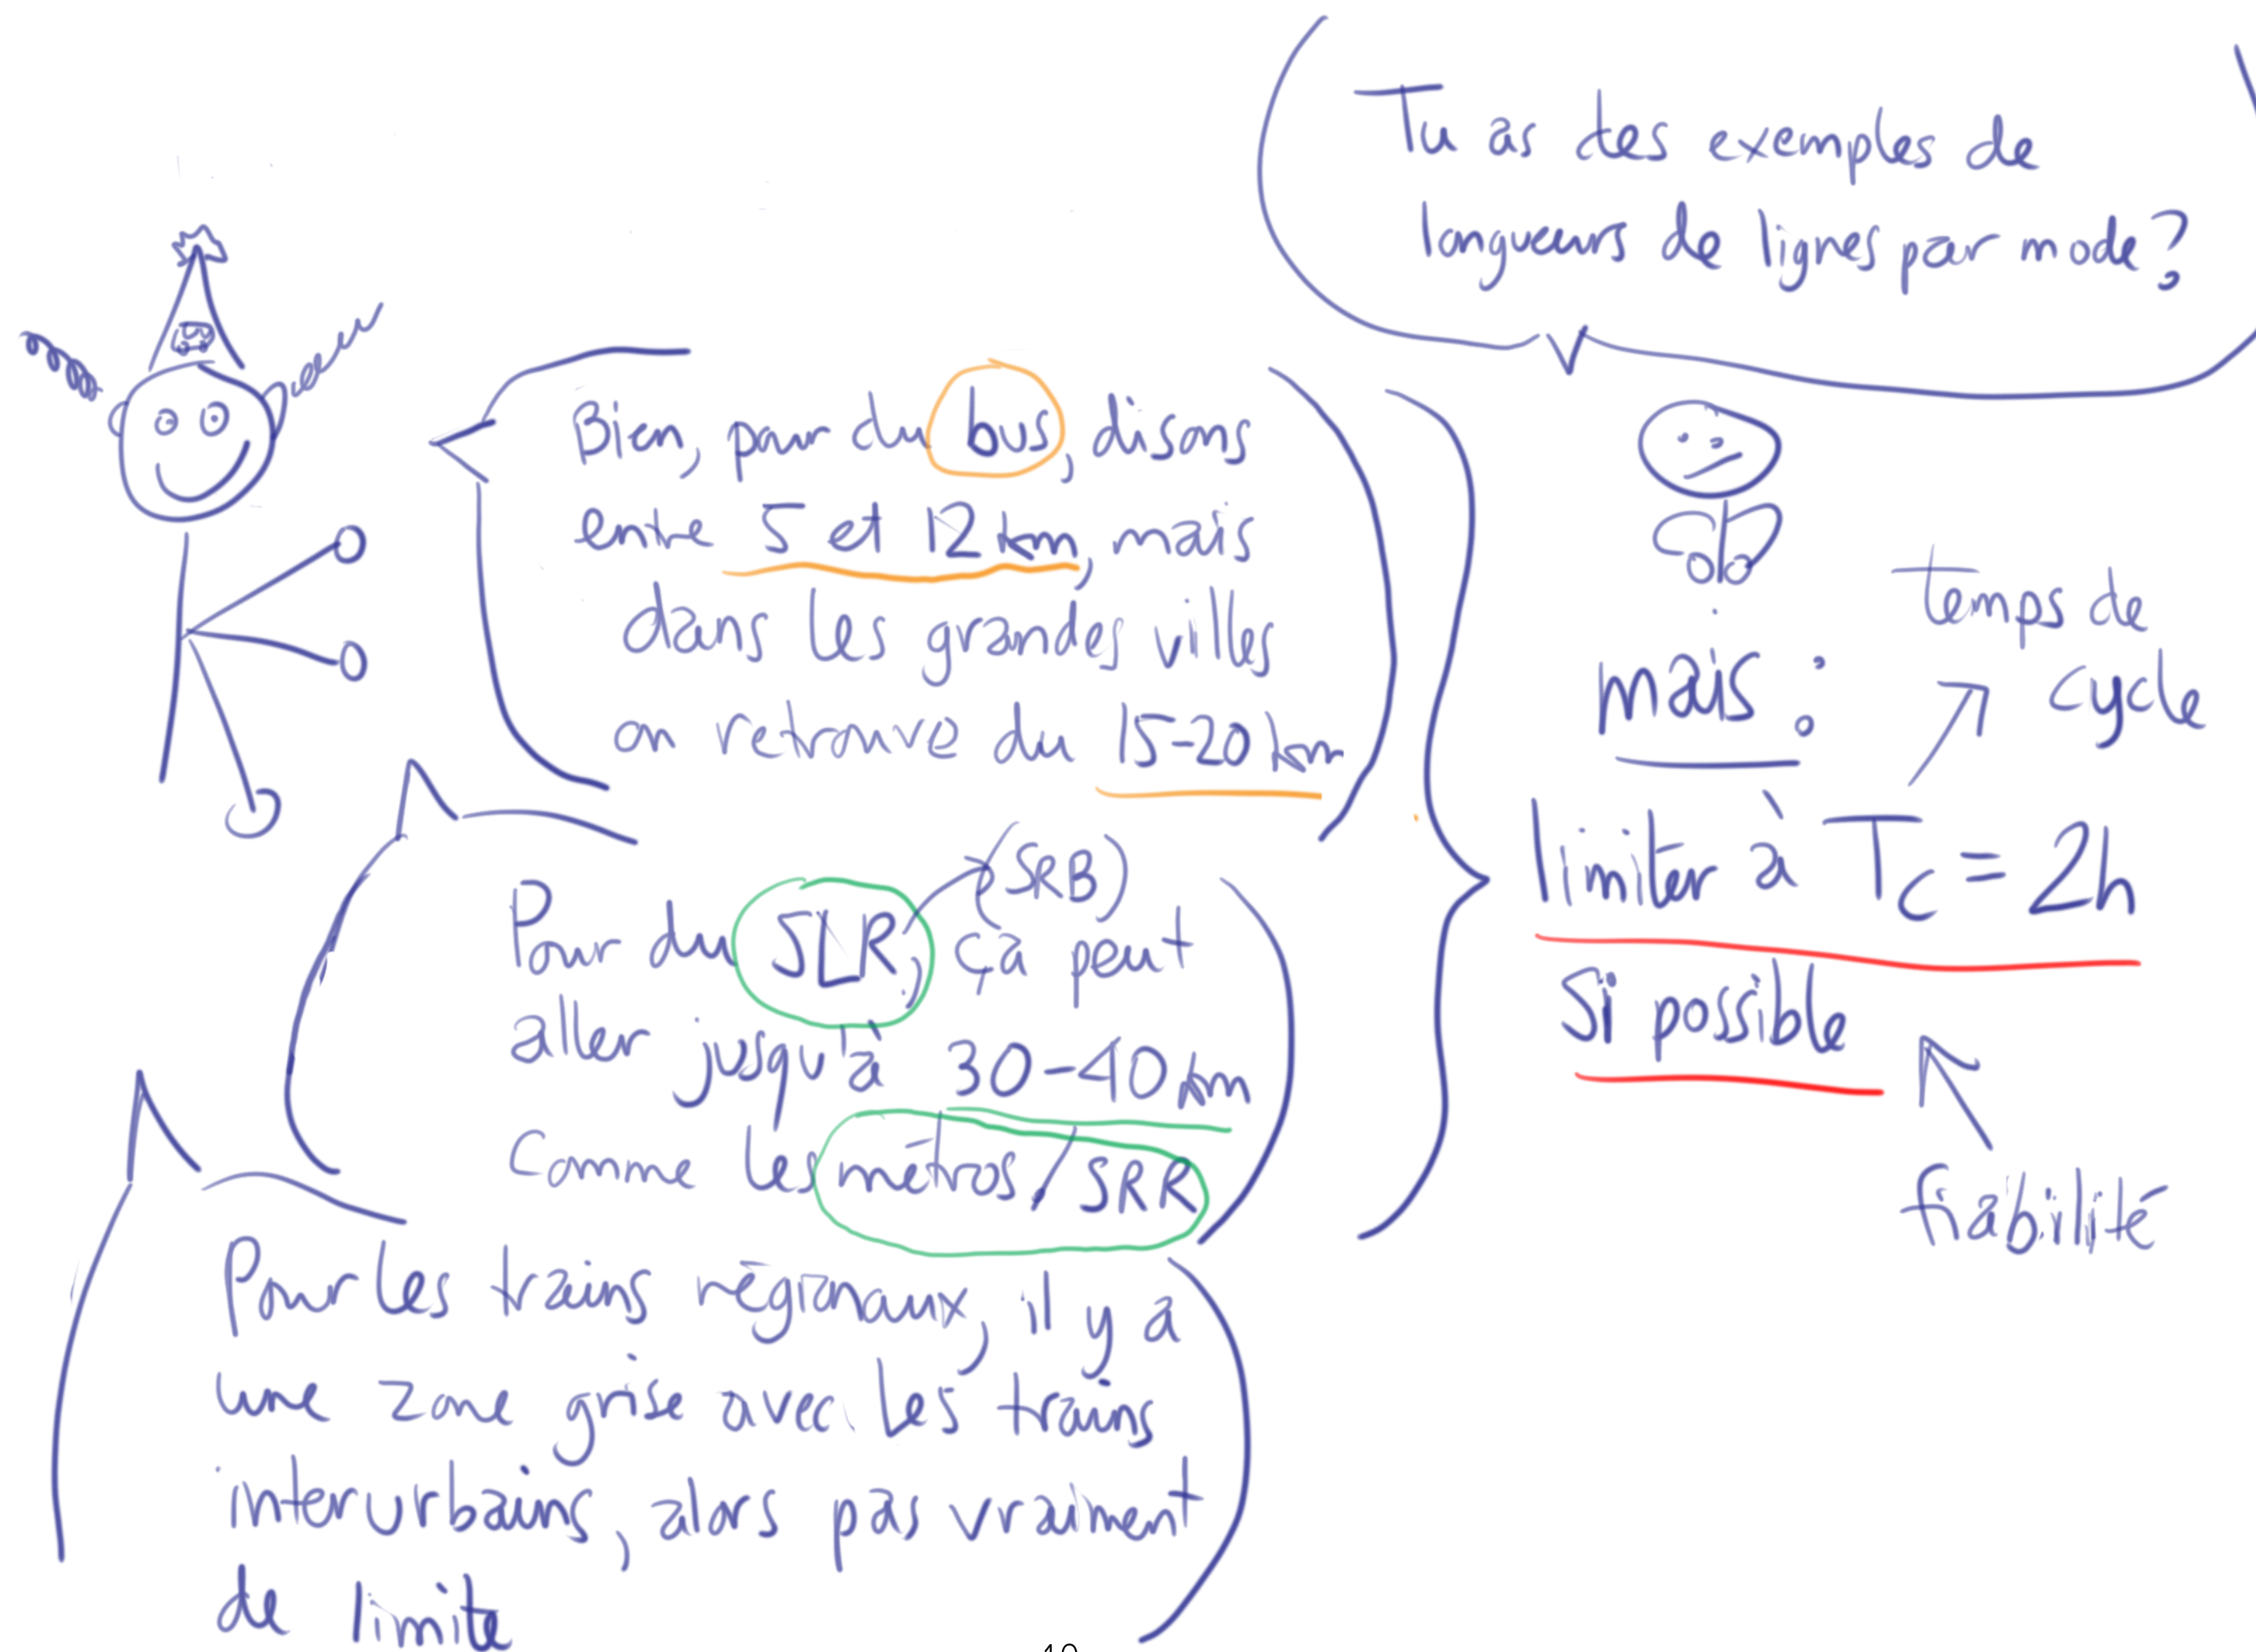 Tu as des exemples de
longueurs de lignes par mode?
Bien, pour du bus, disons
entre 5 et 12 km, mais
dans les grandes villes
on retrouve du 15-20 km
Pour du SLR, (SRB) ça peut
aller jusqu'à 30-40 km
Comme les métros / SRR
Pour les trains régionaux, il y a
une zone grise avec les trains
interurbains, alors pas vraiment
de limite
mais :
temps de
cycle
limiter à Tc = 2h
Si possible
fiabilité
10